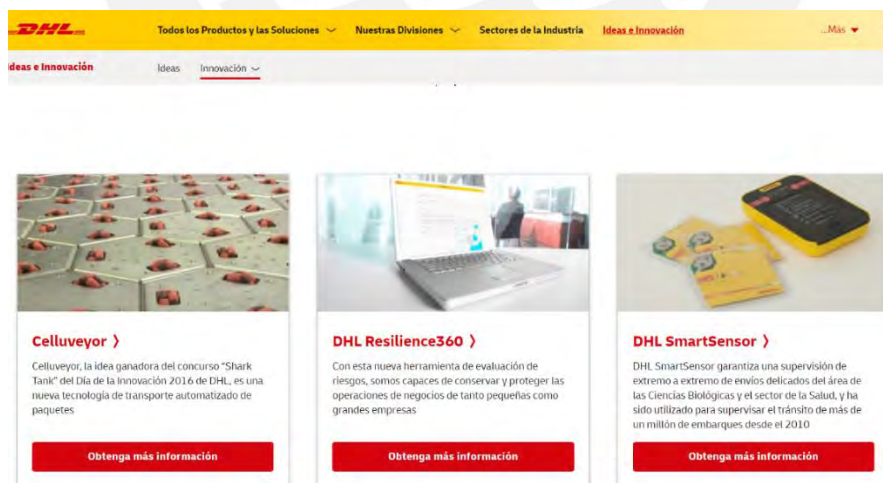 DHL
Todos los Productos y las Soluciones
Nuestras Divisiones
Sectores de la Industria
Ideas e Innovación
...Más
Ideas e Innovación
Ideas
Innovación
Celluveyor
Celluveyor, la idea ganadora del concurso "Shark
Tank" del Día de la Innovación 2016 de DHL, es una
nueva tecnología de transporte automatizado de
paquetes
Obtenga más información
DHL Resilience360
Con esta nueva herramienta de evaluación de
riesgos, somos capaces de conservar y proteger las
operaciones de negocios de tanto pequeñas como
grandes empresas
Obtenga más información
DHL SmartSensor
DHL SmartSensor garantiza una supervisión de
extremo a extremo de envíos delicados del área de
las Ciencias Biológicas y el sector de la Salud, y ha
sido utilizado para supervisar el tránsito de más de
un millón de embarques desde el 2010
Obtenga más información